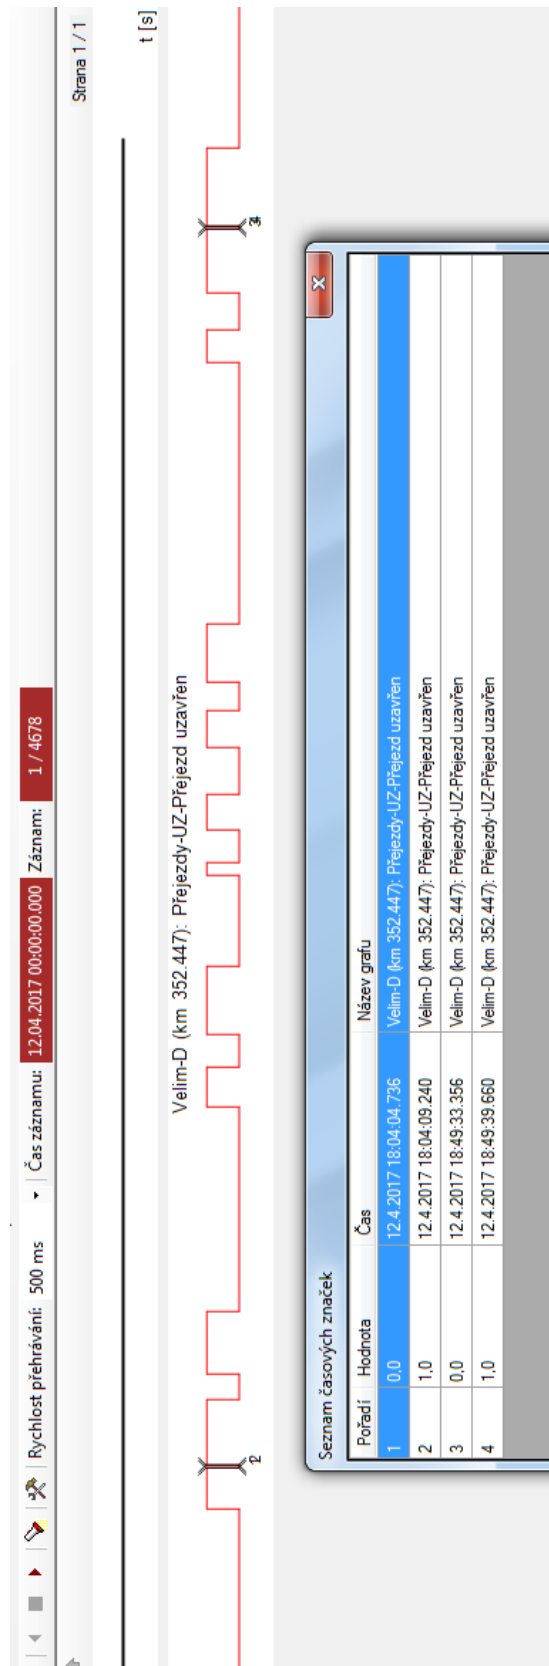 Rychlost přehrávání: 500 ms Čas záznamu: 12.04.2017 00:00:00.000 Záznam: 1 / 4678
Strana 1 / 1
t [s]
Velim-D (km 352.447): Přejezdy-UZ-Přejezd uzavřen
12 34
Seznam časových značek
Pořadí Hodnota Čas Název grafu
1 0,0 12.4.2017 18:04:04.736 Velim-D (km 352.447): Přejezdy-UZ-Přejezd uzavřen
2 1,0 12.4.2017 18:04:09.240 Velim-D (km 352.447): Přejezdy-UZ-Přejezd uzavřen
3 0,0 12.4.2017 18:49:33.356 Velim-D (km 352.447): Přejezdy-UZ-Přejezd uzavřen
4 1,0 12.4.2017 18:49:39.660 Velim-D (km 352.447): Přejezdy-UZ-Přejezd uzavřen